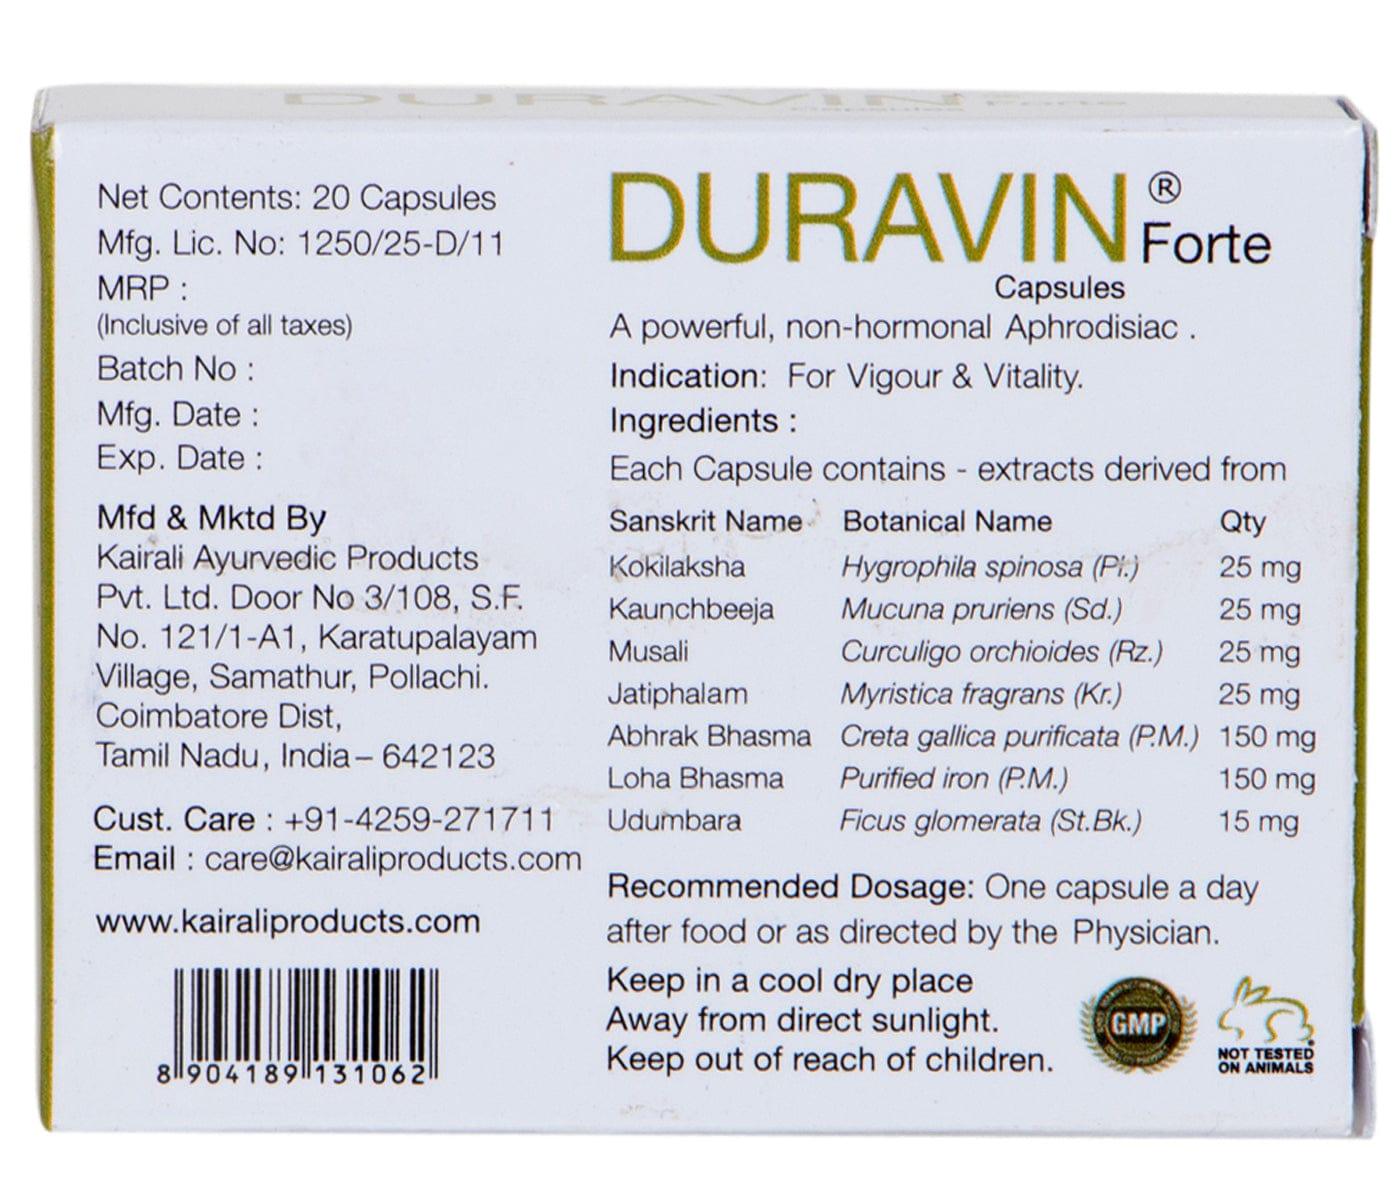 DURAVIN Forte
Capsules
Net Contents: 20 Capsules
Mfg. Lic. No: 1250/25-D/11
MRP :
(Inclusive of all taxes)
Batch No :
Mfg. Date :
Exp. Date :
Mfd & Mktd By
Kairali Ayurvedic Products
Pvt. Ltd. Door No 3/108, S.F.
No. 121/1-A1, Karatupalayam
Village, Samathur, Pollachi.
Coimbatore Dist,
Tamil Nadu, India – 642123
Cust. Care : +91-4259-271711
Email : care@kairaliproducts.com
www.kairaliproducts.com
8 904189 131062
DURAVIN ® Forte
Capsules
A powerful, non-hormonal Aphrodisiac .
Indication: For Vigour & Vitality.
Ingredients :
Each Capsule contains - extracts derived from
Sanskrit Name Botanical Name Qty
Kokilaksha Hygrophila spinosa (Pi.) 25 mg
Kaunchbeeja Mucuna pruriens (Sd.) 25 mg
Musali Curculigo orchioides (Rz.) 25 mg
Jatiphalam Myristica fragrans (Kr.) 25 mg
Abhrak Bhasma Creta gallica purificata (P.M.) 150 mg
Loha Bhasma Purified iron (P.M.) 150 mg
Udumbara Ficus glomerata (St.Bk.) 15 mg
Recommended Dosage: One capsule a day
after food or as directed by the Physician.
Keep in a cool dry place
Away from direct sunlight.
Keep out of reach of children.
GMP
NOT TESTED
ON ANIMALS